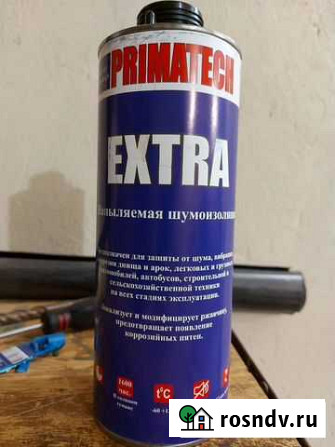 PRIMATECH
EXTRA
Напыляемая шумоизоляция
Предназначен для защиты от шума, вибрации,
днища и арок, легковых и грузовых
автомобилей, автобусов, строительной и
сельскохозяйственной техники
на всех стадиях эксплуатации.
и модифицирует ржавчину,
предотвращает появление
коррозийных пятен.
1600
t°C
rosndv.ru